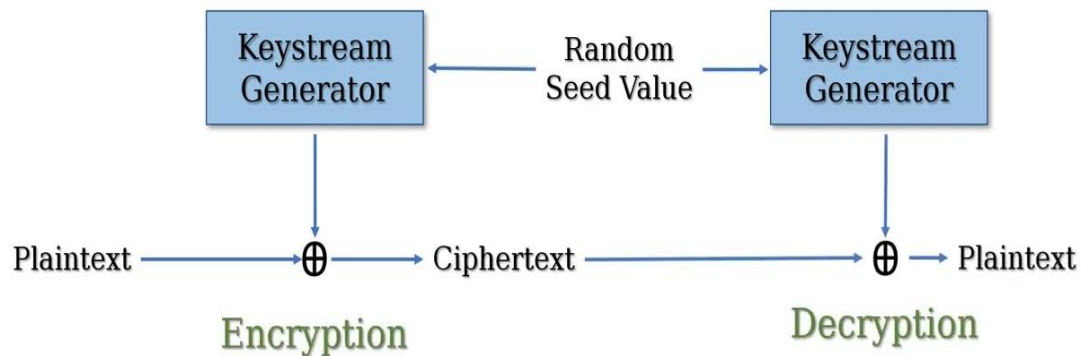 Keystream
Generator
Random
Seed Value
Keystream
Generator
Plaintext
⊕
Ciphertext
⊕
Plaintext
Encryption
Decryption